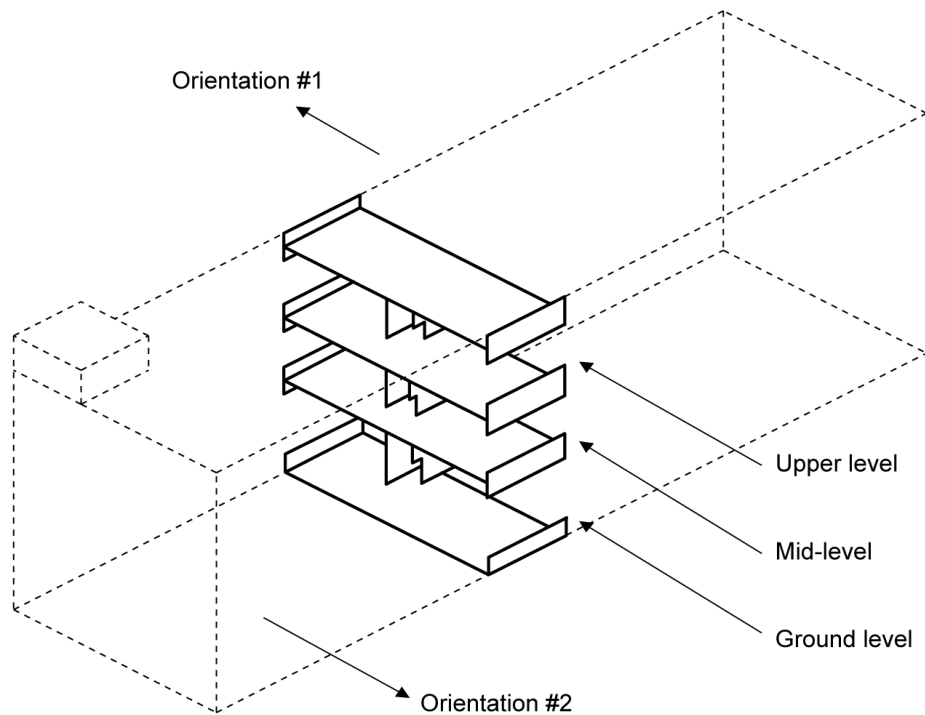 Orientation #1
Upper level
Mid-level
Ground level
Orientation #2